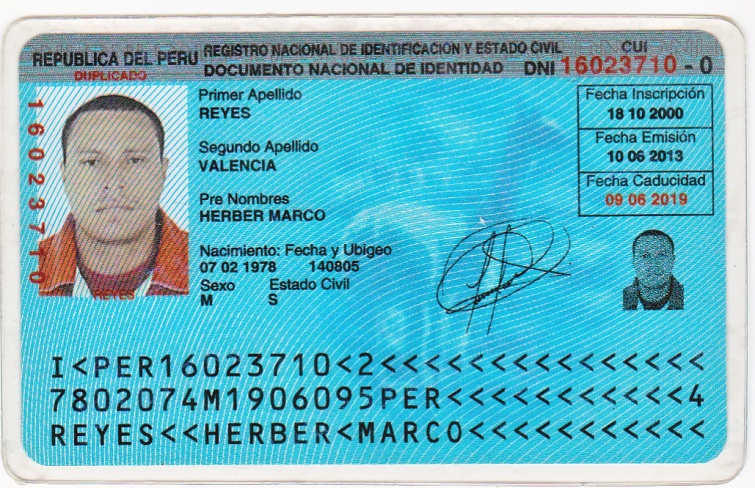 REPUBLICA DEL PERU
REGISTRO NACIONAL DE IDENTIFICACION Y ESTADO CIVIL
CUI
DUPLICADO
DOCUMENTO NACIONAL DE IDENTIDAD DNI 16023710 - 0
16023710
Primer Apellido
REYES
Segundo Apellido
VALENCIA
Pre Nombres
HERBER MARCO
Nacimiento: Fecha y Ubigeo
07 02 1978 140805
Sexo Estado Civil
M S
Fecha Inscripción
18 10 2000
Fecha Emisión
10 06 2013
Fecha Caducidad
09 06 2019
REYES
I<PER16023710<2<<<<<<<<<<<<<<<
7802074M1906095PER<<<<<<<<<<<4
REYES<<HERBER<MARCO<<<<<<<<<<<